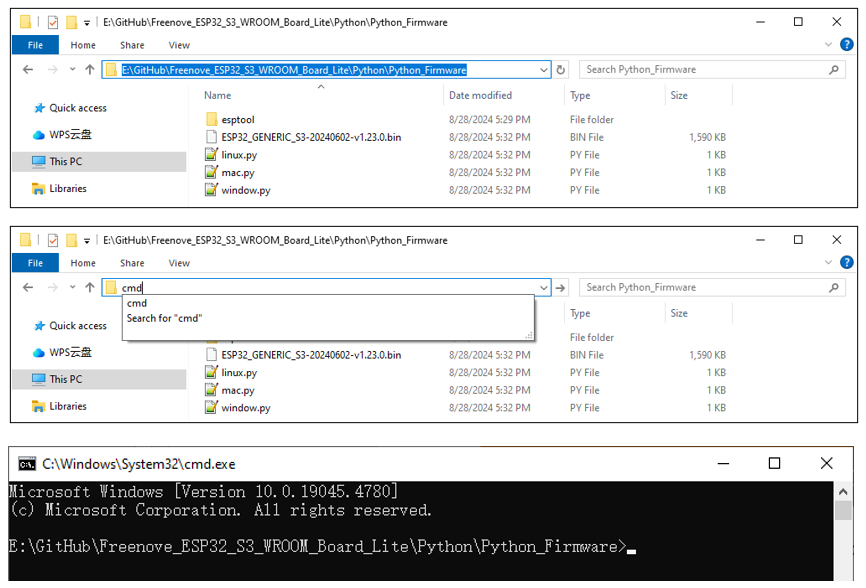 E:\GitHub\Freenove_ESP32_S3_WROOM_Board_Lite\Python\Python_Firmware
File Home Share View
E:\GitHub\Freenove_ESP32_S3_WROOM_Board_Lite\Python\Python_Firmware Search Python_Firmware
Name Date modified Type Size
Quick access
WPS云盘
This PC
Libraries
esptool 8/28/2024 5:29 PM File folder
ESP32_GENERIC_S3-20240602-v1.23.0.bin 8/28/2024 5:32 PM BIN File 1,590 KB
linux.py 8/28/2024 5:32 PM PY File 1 KB
mac.py 8/28/2024 5:32 PM PY File 1 KB
window.py 8/28/2024 5:32 PM PY File 1 KB
E:\GitHub\Freenove_ESP32_S3_WROOM_Board_Lite\Python\Python_Firmware
File Home Share View
cmd Search Python_Firmware
cmd
Search for "cmd"
Type Size
Quick access
WPS云盘
This PC
Libraries
8/28/2024 5:29 PM File folder
ESP32_GENERIC_S3-20240602-v1.23.0.bin 8/28/2024 5:32 PM BIN File 1,590 KB
linux.py 8/28/2024 5:32 PM PY File 1 KB
mac.py 8/28/2024 5:32 PM PY File 1 KB
window.py 8/28/2024 5:32 PM PY File 1 KB
C:\Windows\System32\cmd.exe
Microsoft Windows [Version 10.0.19045.4780]
(c) Microsoft Corporation. All rights reserved.
E:\GitHub\Freenove_ESP32_S3_WROOM_Board_Lite\Python\Python_Firmware>